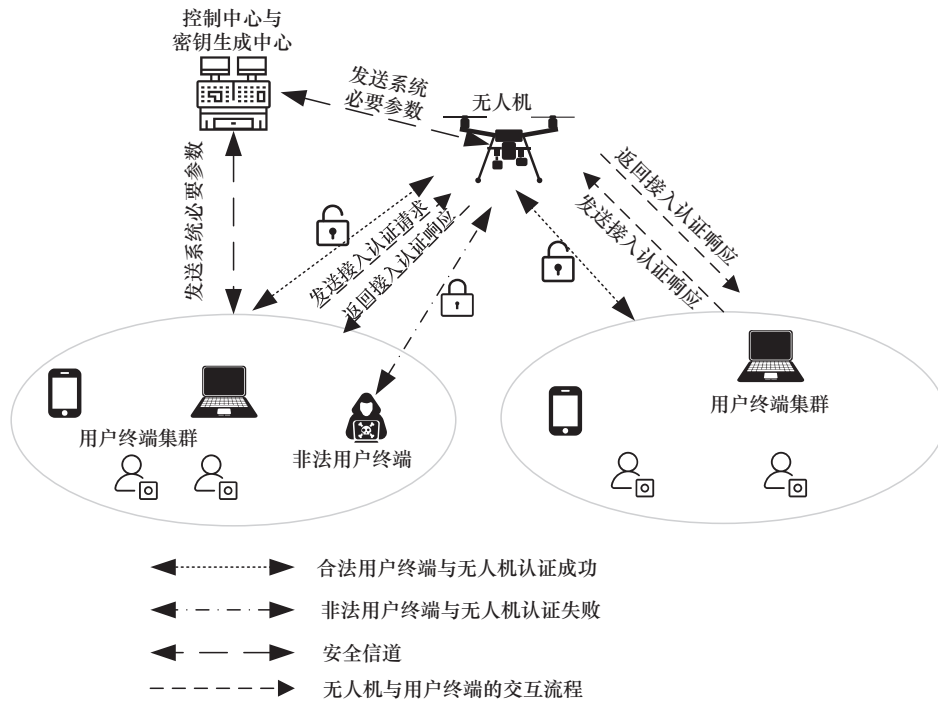 控制中心与
密钥生成中心
发送系统
必要参数
无人机
发送系统必要参数
发送接入认证请求
返回接入认证响应
返回接入认证响应
发送接入认证响应
用户终端集群
非法用户终端
用户终端集群
合法用户终端与无人机认证成功
非法用户终端与无人机认证失败
安全信道
无人机与用户终端的交互流程